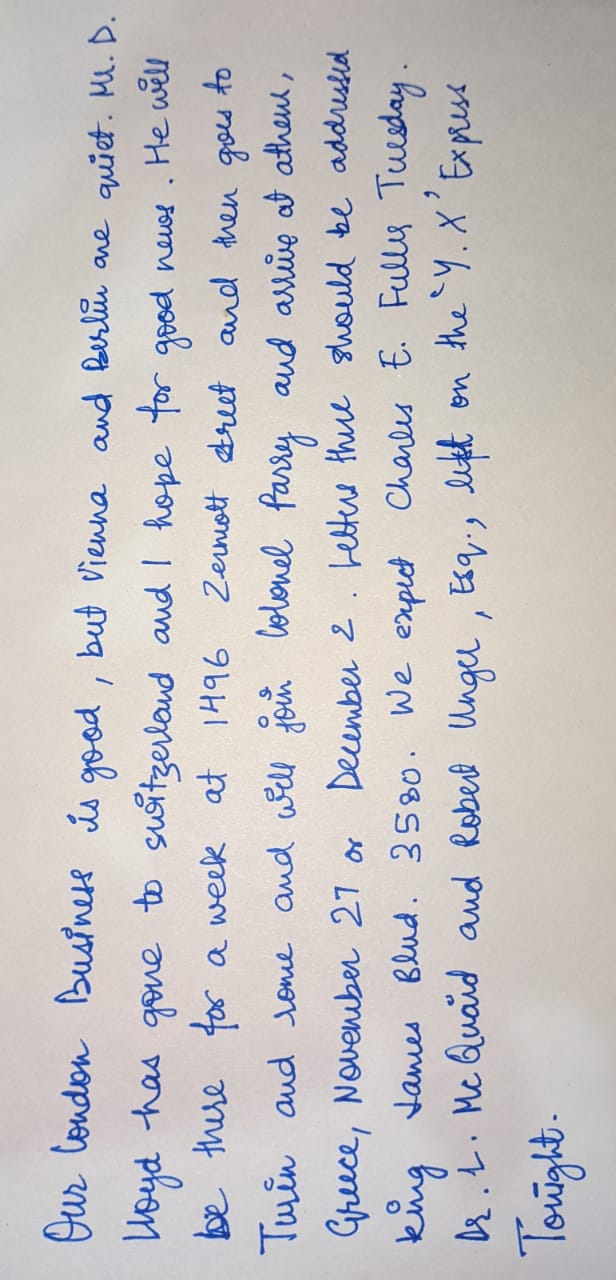 Our London Business is good, but Vienna and Berlin are quiet. Mr. D.
Lloyd has gone to switzerland and I hope for good news. He will
be there for a week at 1496 Zermott street and then goes to
Turin and rome and will join Colonel Parry and arrive at athens,
Greece, November 27 or December 2. Letters there should be addressed
king James Blvd. 3580. We expect Charles E. Fuller Tuesday.
Dr. L. McQuaid and Robert Unger, Esq., left on the 'Y.X' Express
Tonight.